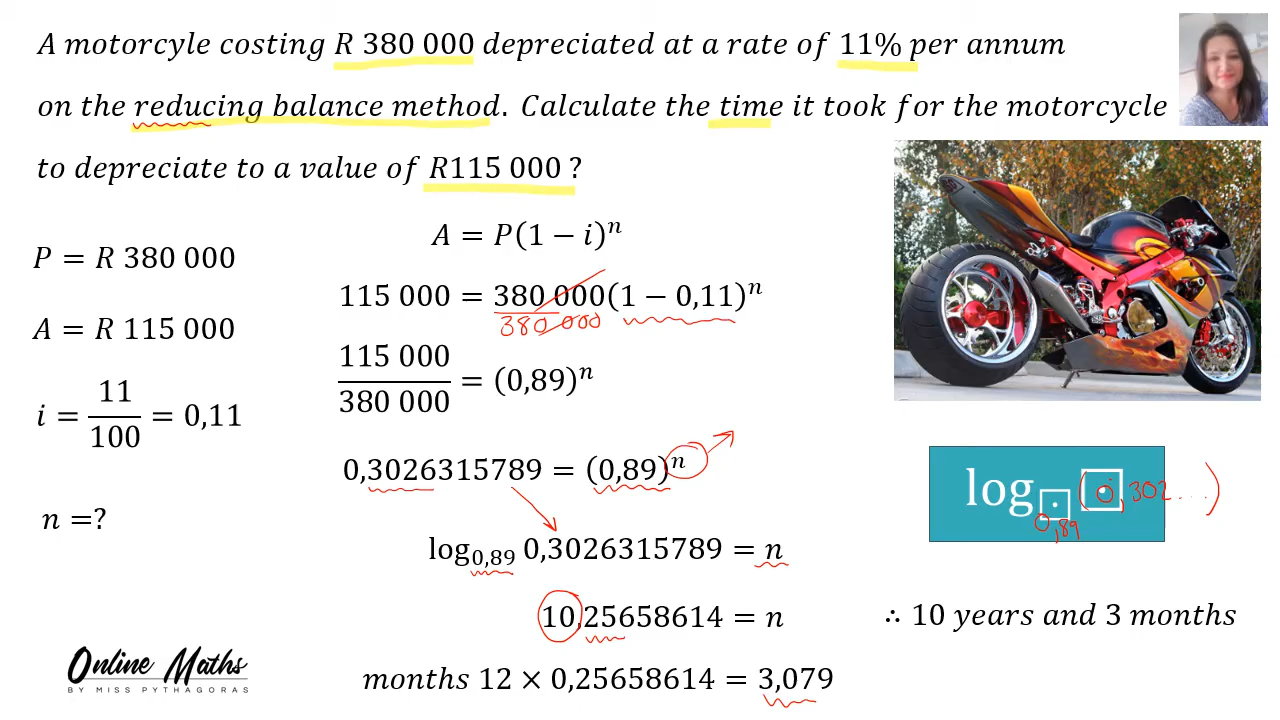 A motorcyle costing R 380 000 depreciated at a rate of 11% per annum
on the reducing balance method. Calculate the time it took for the motorcycle
to depreciate to a value of R115 000 ?
P = R 380 000
A = R 115 000
i = 11/100 = 0,11
n =?
A = P(1 − i)ⁿ
115 000 = 380 000(1 − 0,11)ⁿ
380 000
115 000/380 000 = (0,89)ⁿ
0,3026315789 = (0,89)ⁿ
log₀,₈₉ 0,3026315789 = n
10,25658614 = n
months 12 × 0,25658614 = 3,079
log (0,302...)
0,89
∴ 10 years and 3 months
Online Maths
BY MISS PYTHAGORAS